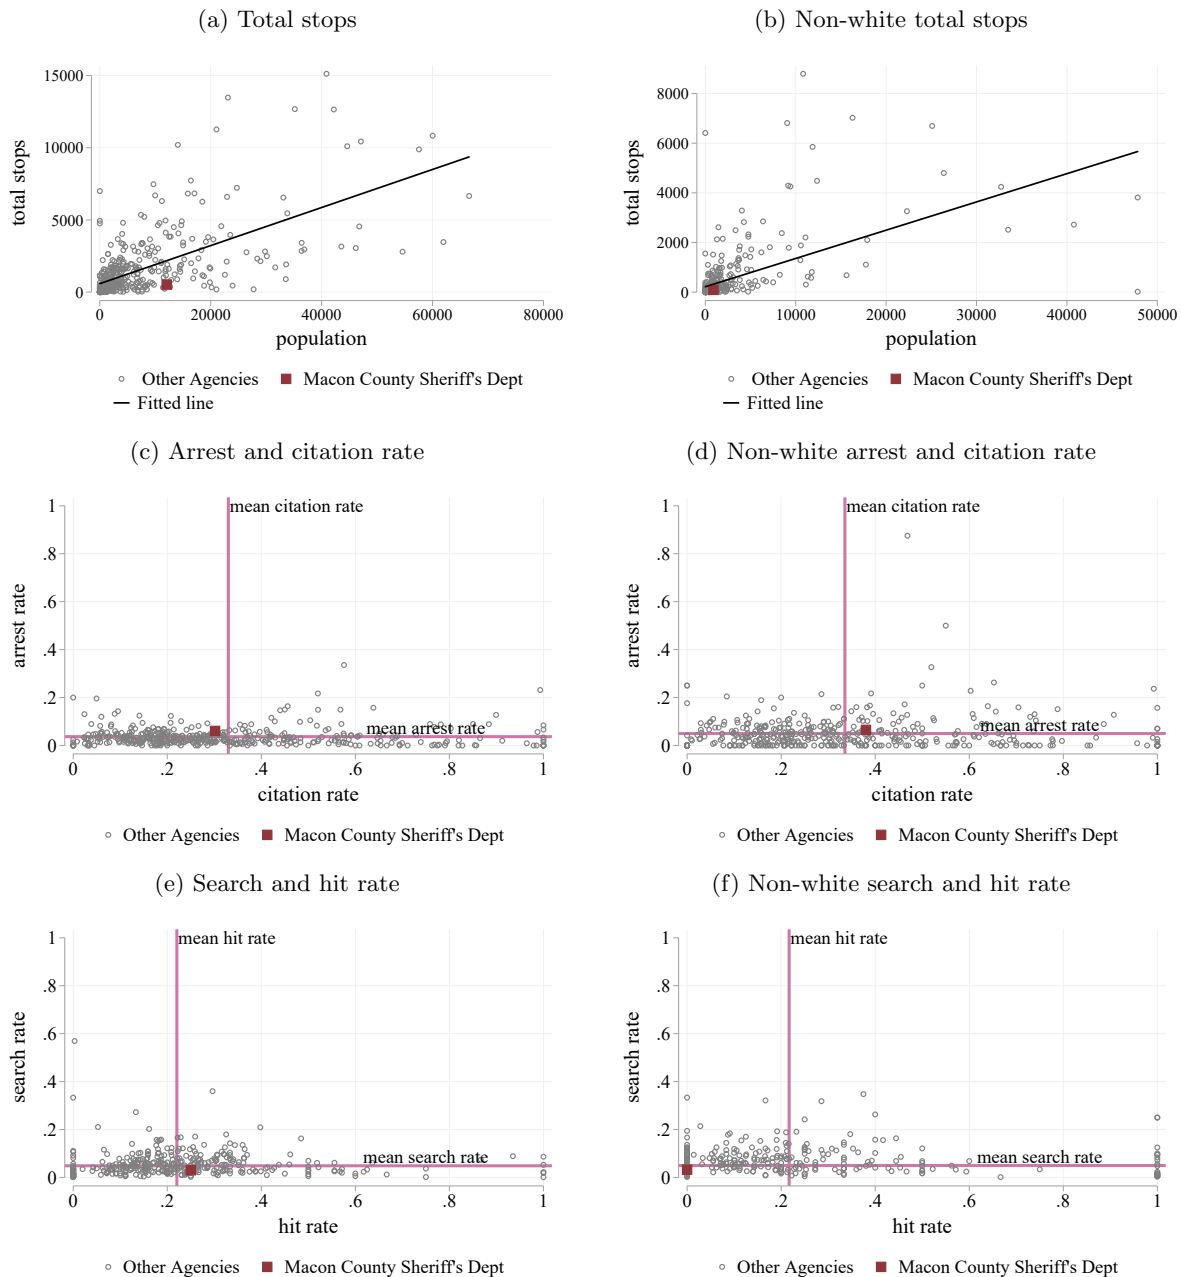 (a) Total stops
(b) Non-white total stops
total stops
15000
10000
5000
0
0 20000 40000 60000 80000
population
Other Agencies Macon County Sheriff's Dept
Fitted line
total stops
8000
6000
4000
2000
0
0 10000 20000 30000 40000 50000
population
Other Agencies Macon County Sheriff's Dept
Fitted line
(c) Arrest and citation rate
(d) Non-white arrest and citation rate
arrest rate
1
.8
.6
.4
.2
0
mean citation rate
mean arrest rate
0 .2 .4 .6 .8 1
citation rate
Other Agencies Macon County Sheriff's Dept
arrest rate
1
.8
.6
.4
.2
0
mean citation rate
mean arrest rate
0 .2 .4 .6 .8 1
citation rate
Other Agencies Macon County Sheriff's Dept
(e) Search and hit rate
(f) Non-white search and hit rate
search rate
1
.8
.6
.4
.2
0
mean hit rate
mean search rate
0 .2 .4 .6 .8 1
hit rate
Other Agencies Macon County Sheriff's Dept
search rate
1
.8
.6
.4
.2
0
mean hit rate
mean search rate
0 .2 .4 .6 .8 1
hit rate
Other Agencies Macon County Sheriff's Dept